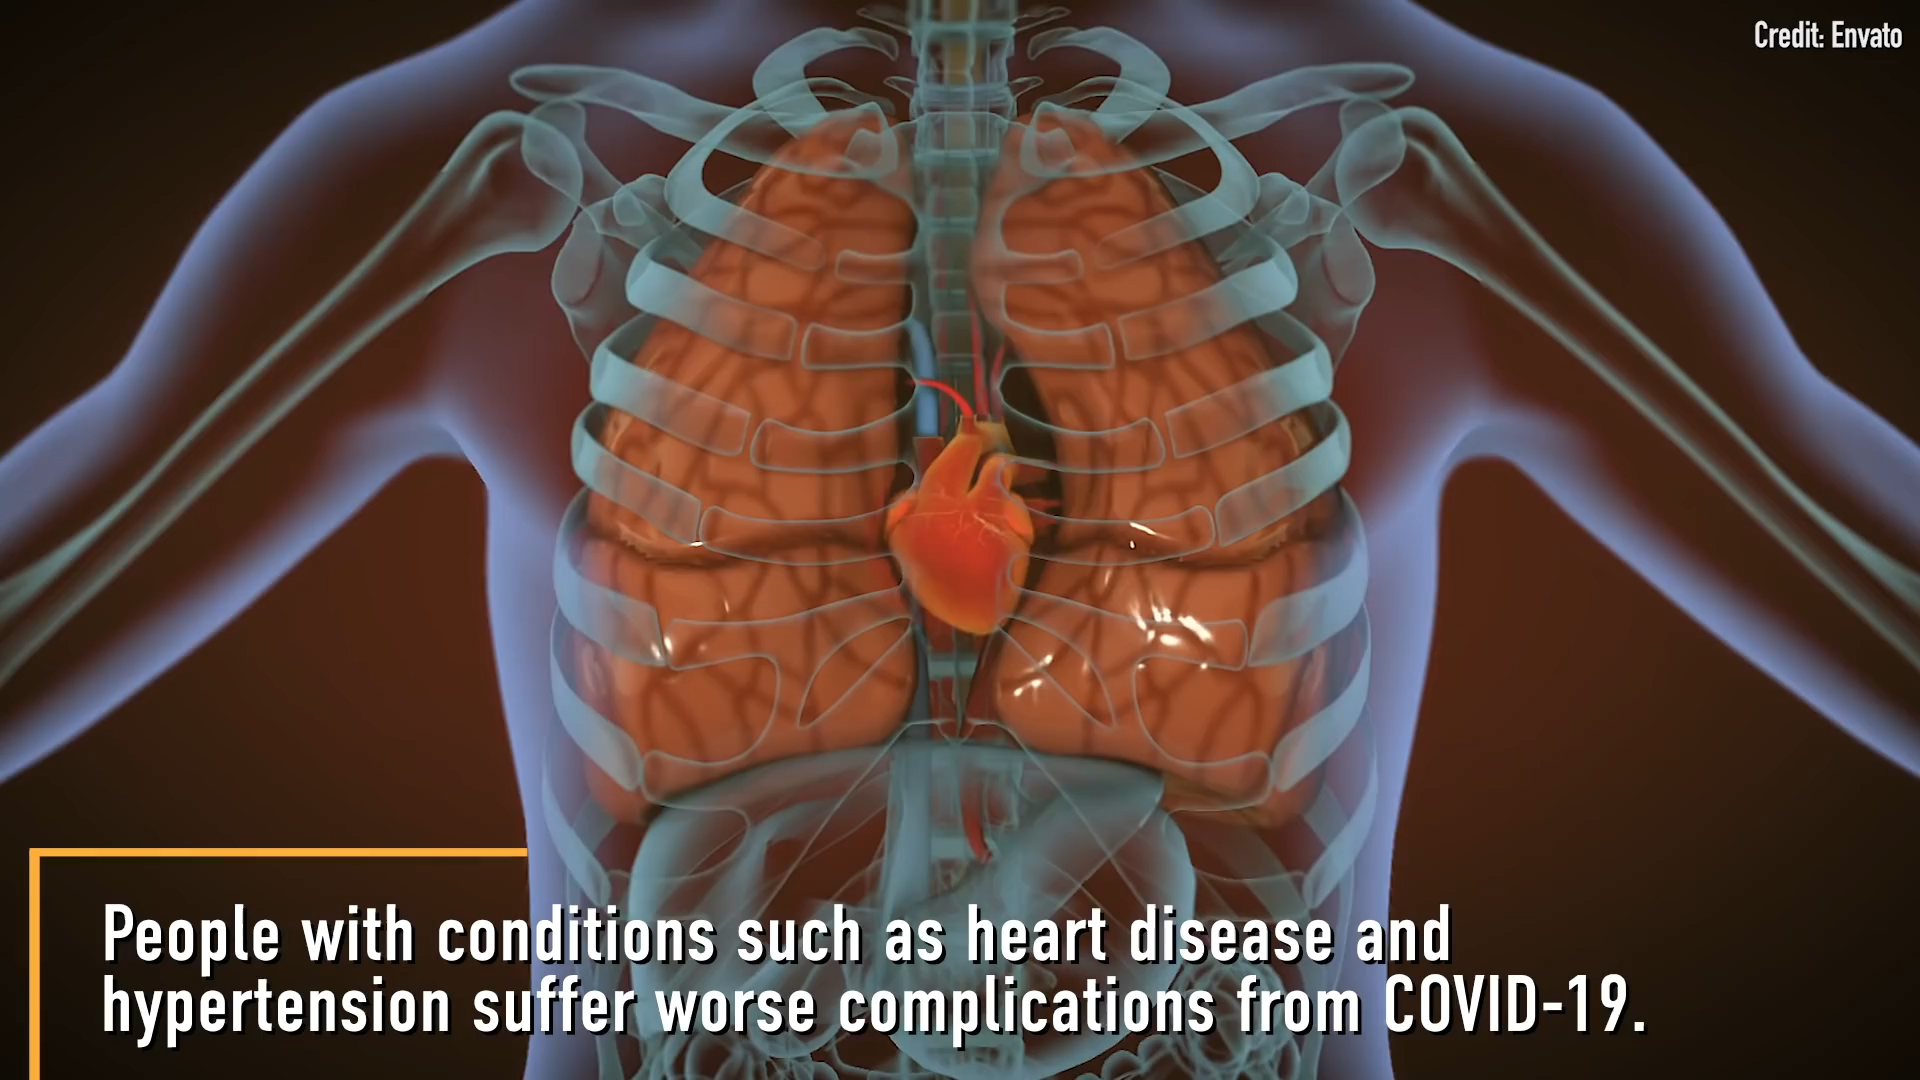 Credit: Envato
People with conditions such as heart disease and
hypertension suffer worse complications from COVID-19.